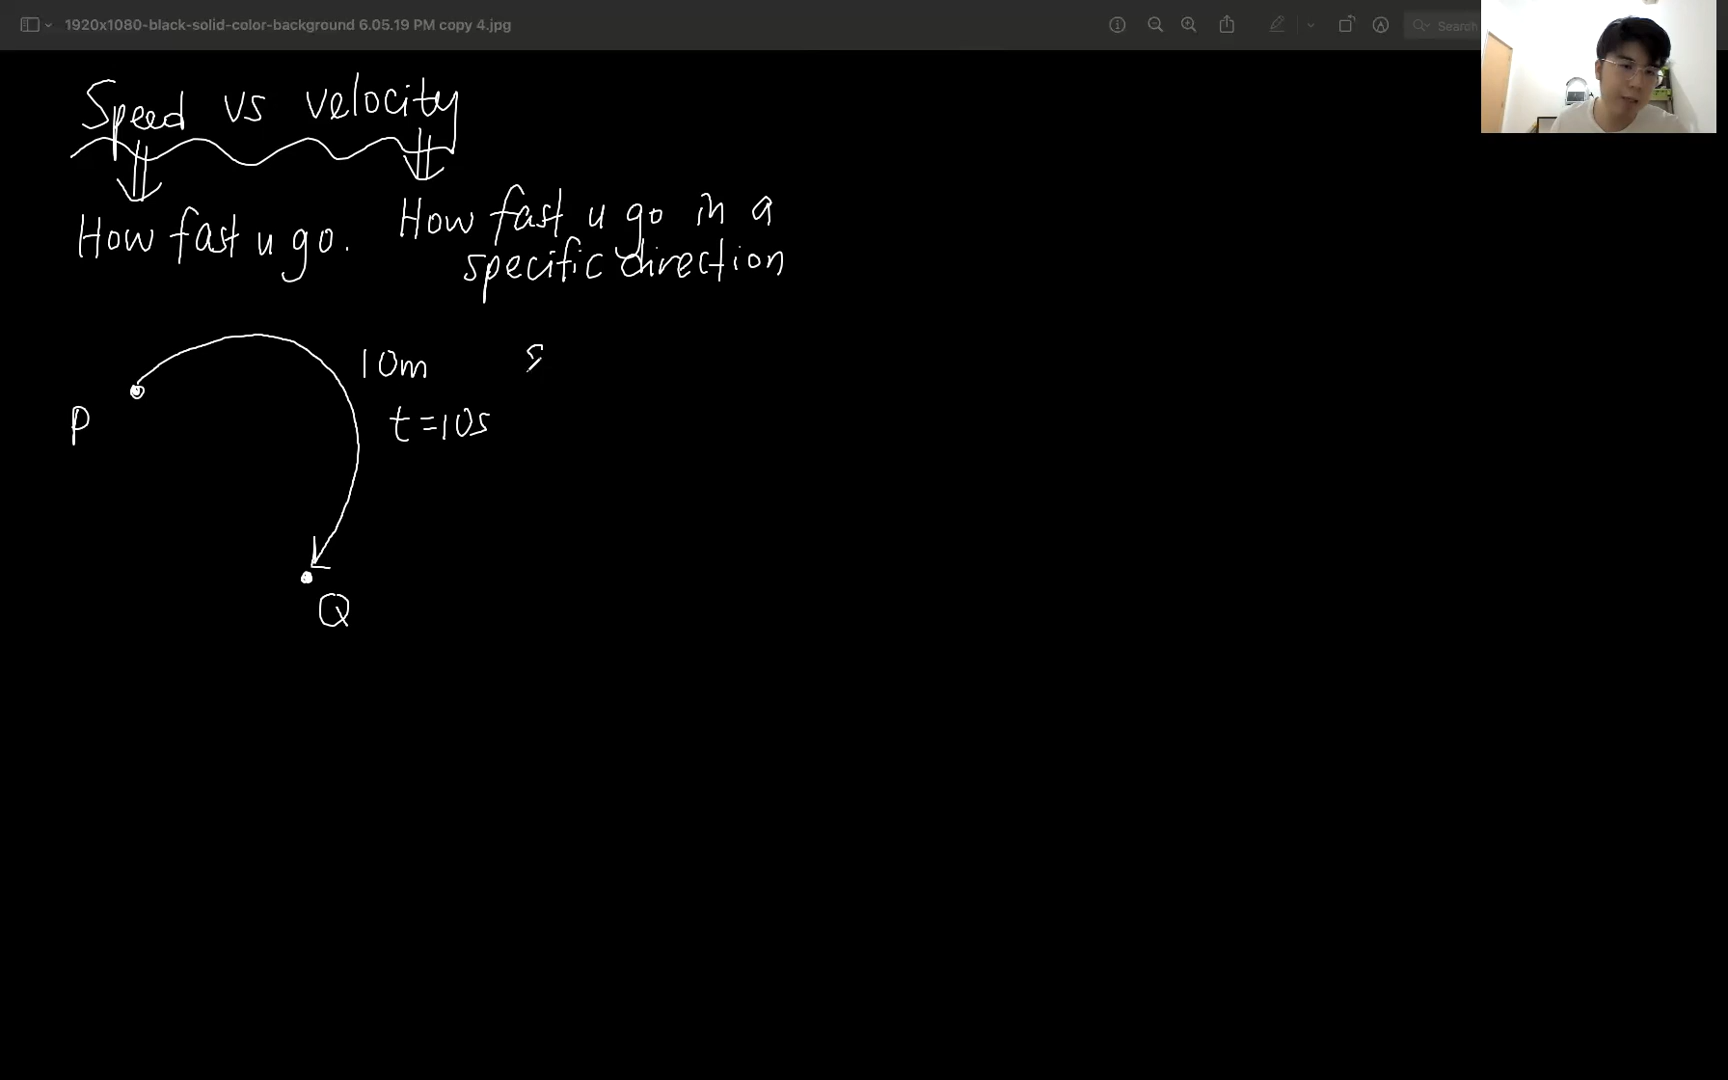 1920x1080-black-solid-color-background 6.05.19 PM copy 4.jpg
Search
Speed vs velocity
How fast u go.
How fast u go in a
specific direction
10m
s
t=10s
P
Q